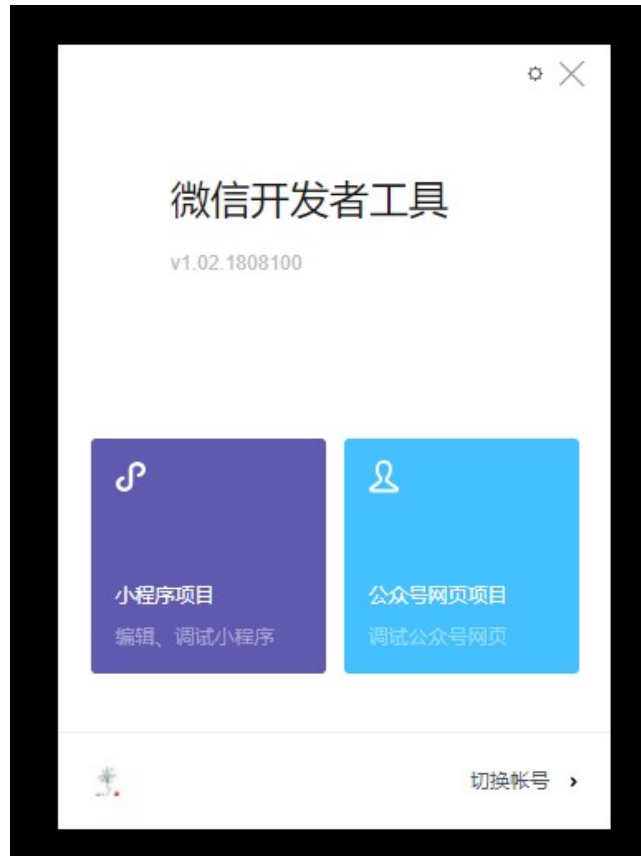 微信开发者工具
v1.02.1808100
小程序项目
公众号网页项目
编辑、调试小程序
调试公众号网页
切换帐号